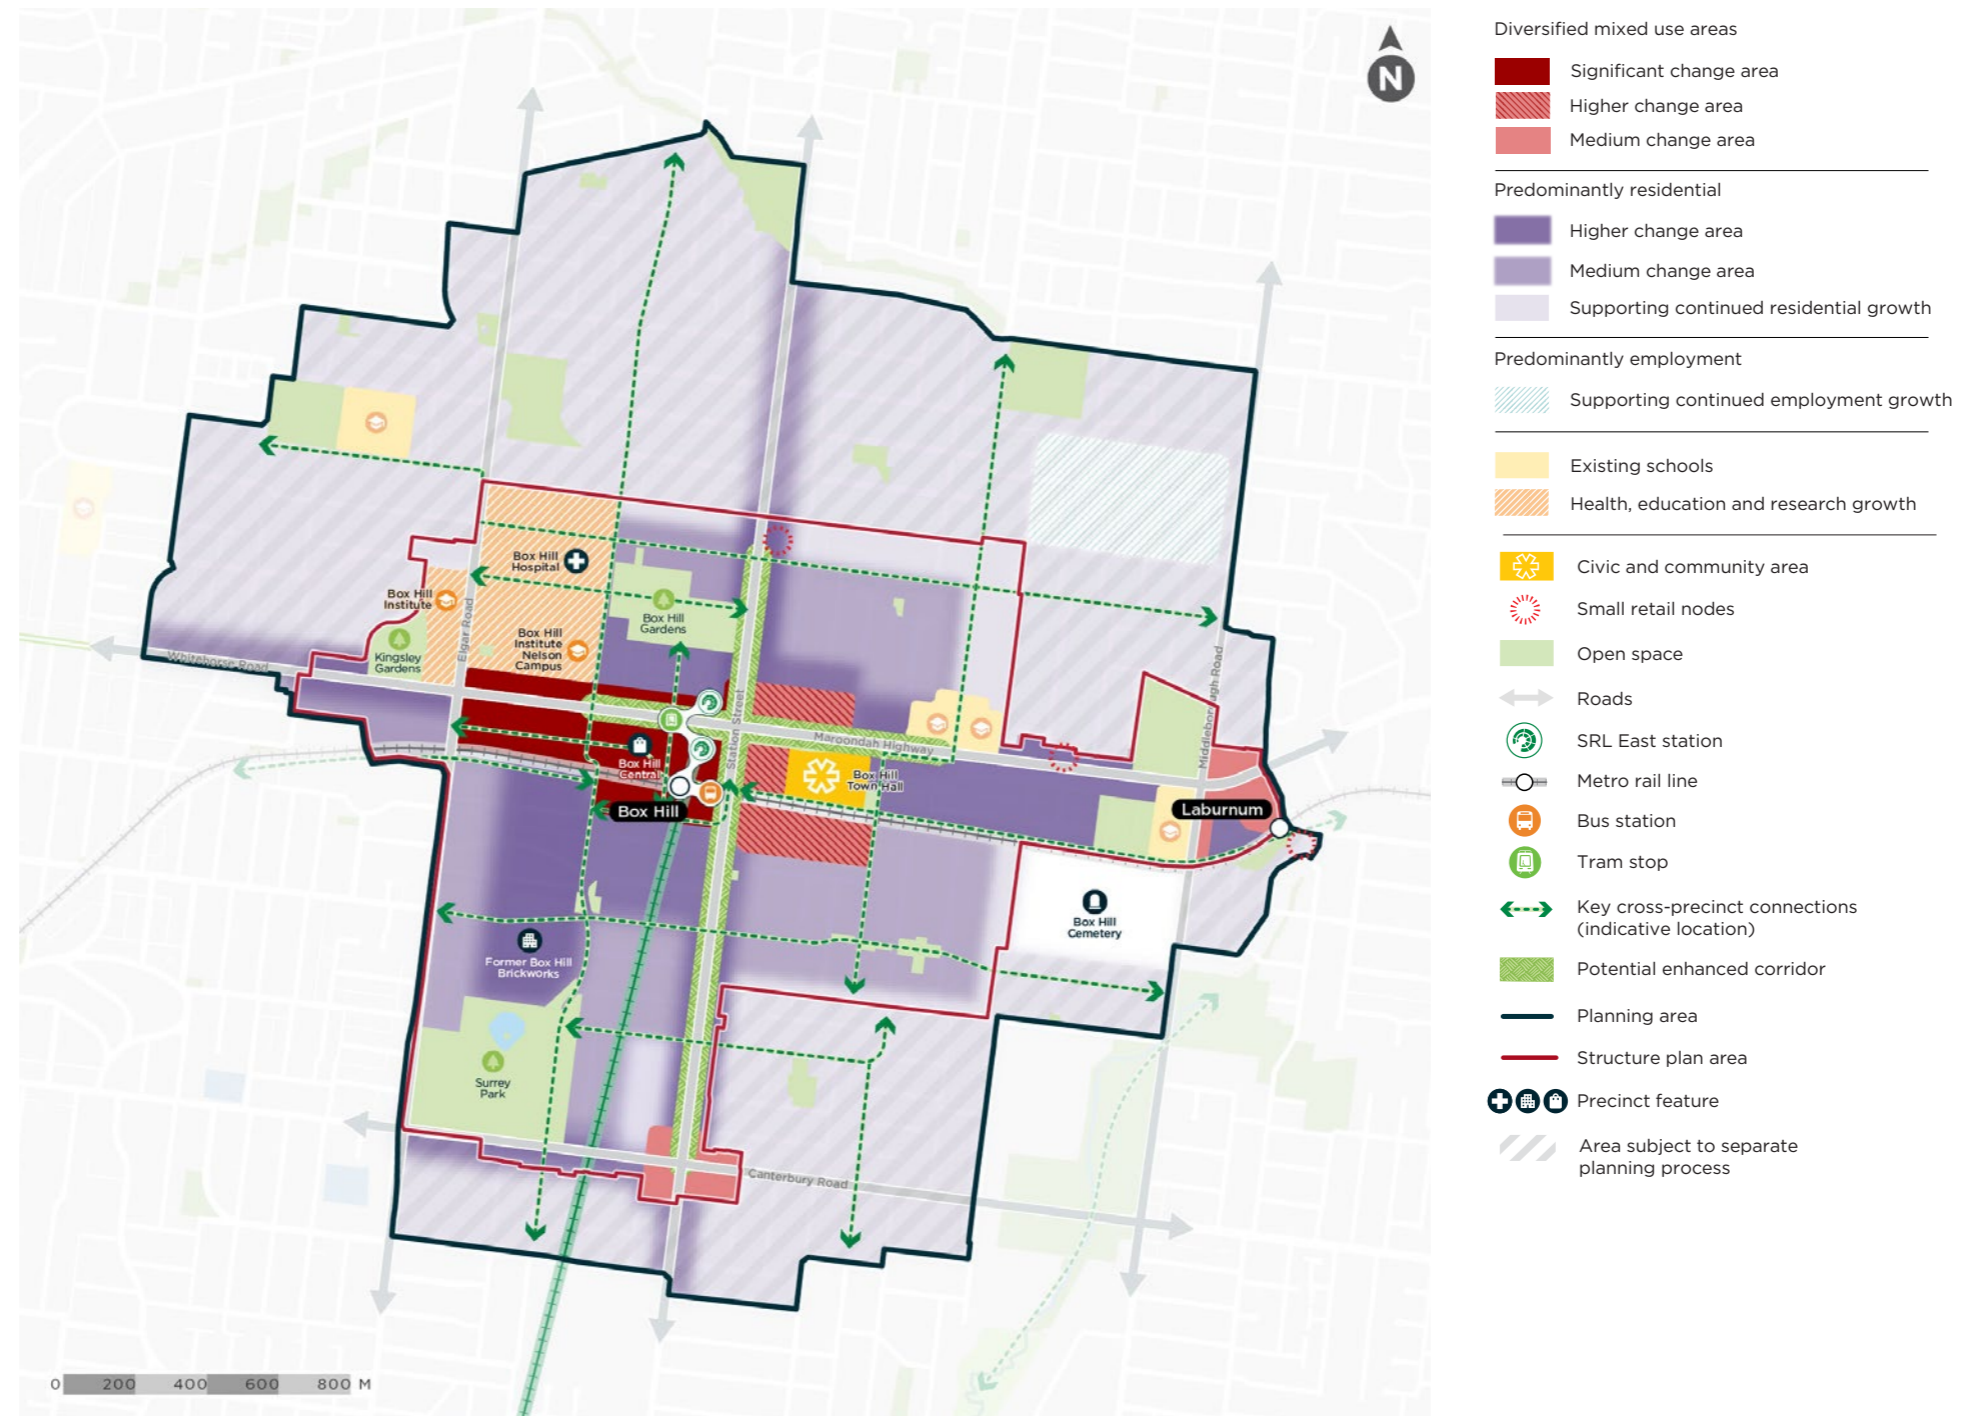 N
Whitehorse Road
Elgar Road
Box Hill
Hospital
Box Hill
Institute
Box Hill
Institute
Nelson
Campus
Kingsley
Gardens
Box Hill
Gardens
Station Street
Maroondah Highway
Middleborough Road
Box Hill
Central
Box Hill
Box Hill
Town Hall
Laburnum
Box Hill
Cemetery
Former Box Hill
Brickworks
Surrey
Park
Canterbury Road
0 200 400 600 800 M
Diversified mixed use areas
Significant change area
Higher change area
Medium change area
Predominantly residential
Higher change area
Medium change area
Supporting continued residential growth
Predominantly employment
Supporting continued employment growth
Existing schools
Health, education and research growth
Civic and community area
Small retail nodes
Open space
Roads
SRL East station
Metro rail line
Bus station
Tram stop
Key cross-precinct connections
(indicative location)
Potential enhanced corridor
Planning area
Structure plan area
Precinct feature
Area subject to separate
planning process